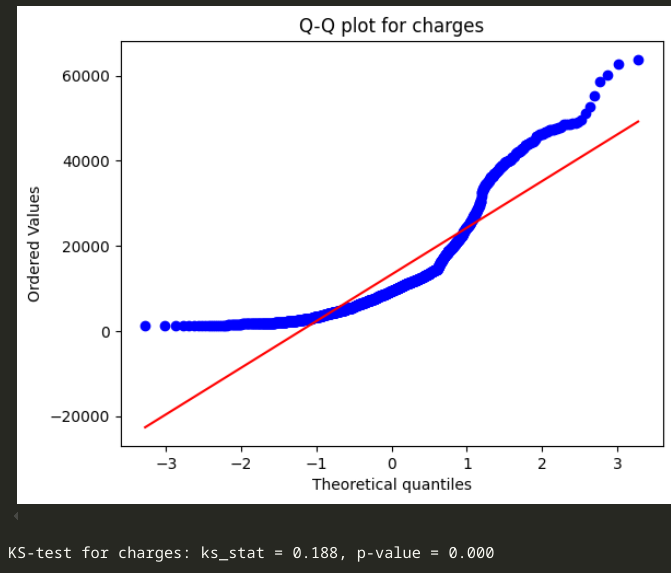 Q-Q plot for charges
60000
40000
20000
0
−20000
Ordered Values
−3 −2 −1 0 1 2 3
Theoretical quantiles
KS-test for charges: ks_stat = 0.188, p-value = 0.000